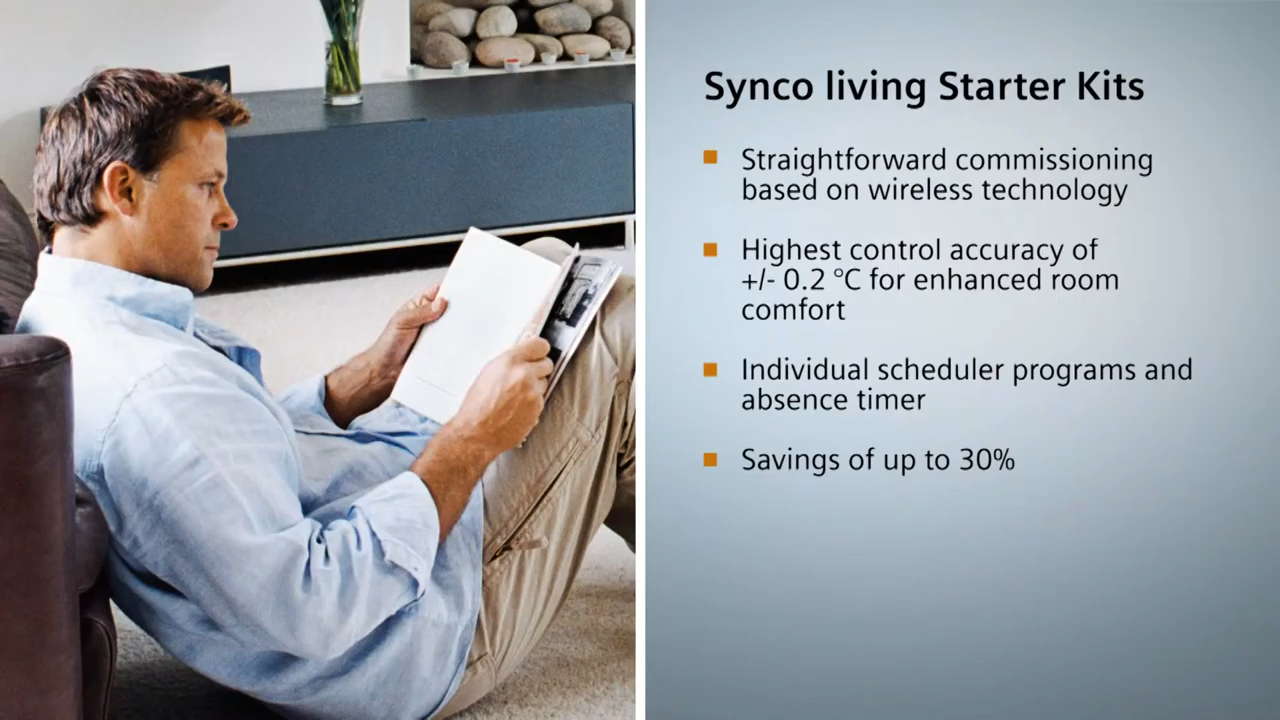 Synco living Starter Kits
Straightforward commissioning
based on wireless technology
Highest control accuracy of
+/- 0.2 °C for enhanced room
comfort
Individual scheduler programs and
absence timer
Savings of up to 30%